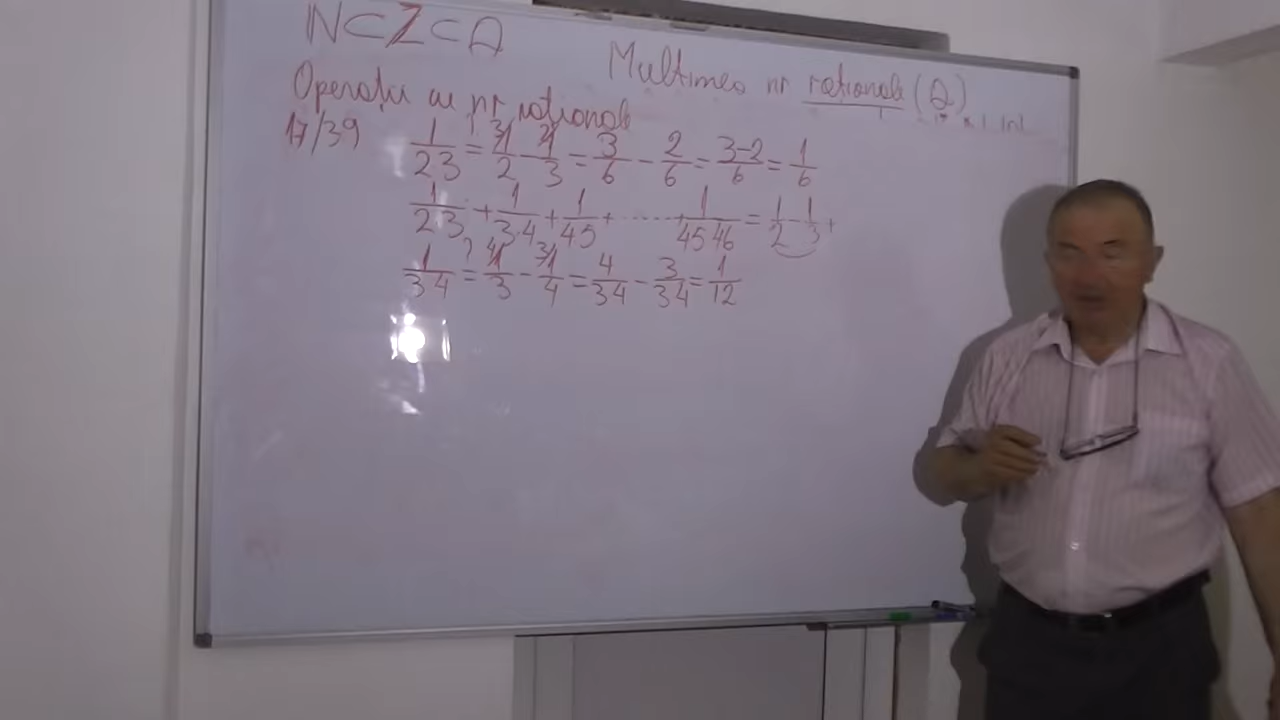 N⊂Z⊂Q
Multimea nr raționale (Q)
Operații cu nr raționale
17/39
1/2·3 = 1/2 - 1/3 = 3/6 - 2/6 = 3-2/6 = 1/6
1/2·3 + 1/3·4 + 1/4·5 + ....... + 1/45·46 = 1/2 - 1/3 +
1/3·4 ?= 1/3 - 1/4 = 4/3·4 - 3/3·4 = 1/12